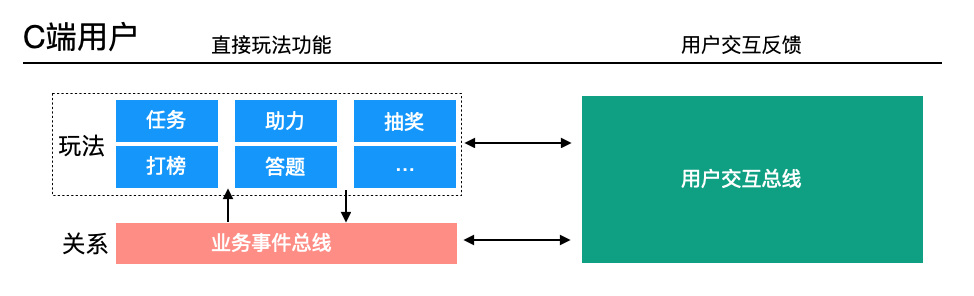 C端用户
直接玩法功能
用户交互反馈
玩法
任务
助力
抽奖
打榜
答题
...
用户交互总线
关系
业务事件总线